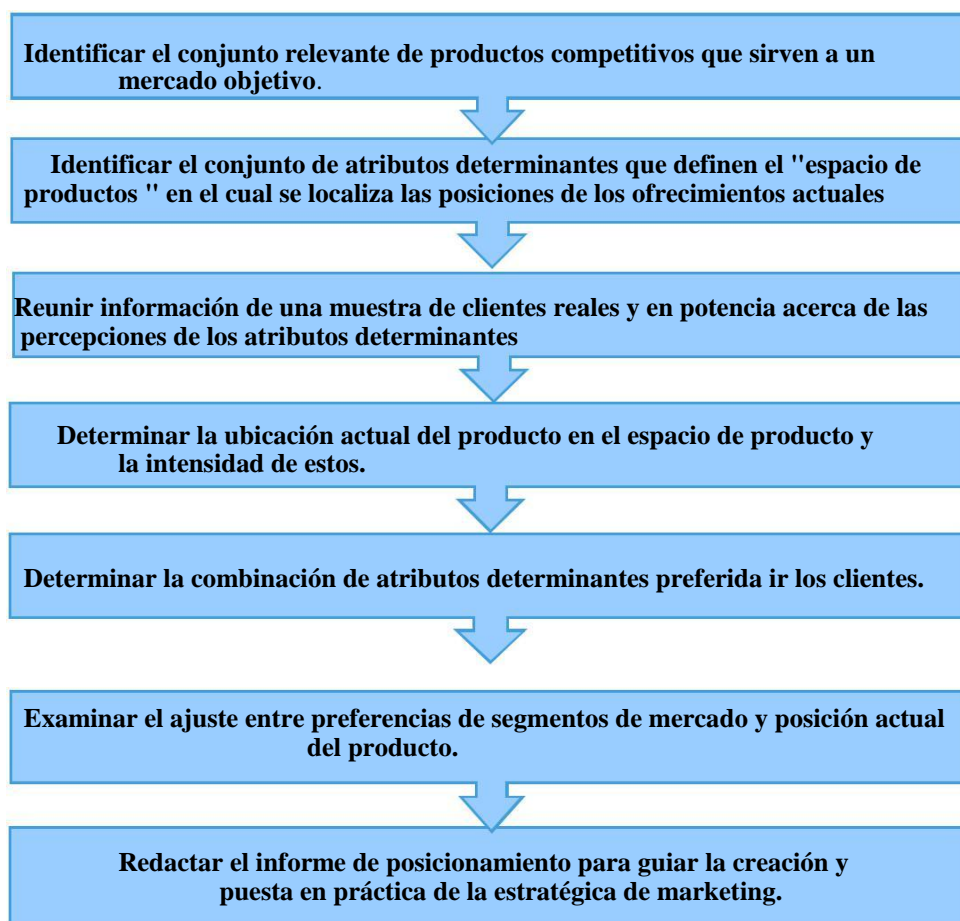 Identificar el conjunto relevante de productos competitivos que sirven a un
mercado objetivo.
Identificar el conjunto de atributos determinantes que definen el "espacio de
productos " en el cual se localiza las posiciones de los ofrecimientos actuales
Reunir información de una muestra de clientes reales y en potencia acerca de las
percepciones de los atributos determinantes
Determinar la ubicación actual del producto en el espacio de producto y
la intensidad de estos.
Determinar la combinación de atributos determinantes preferida ir los clientes.
Examinar el ajuste entre preferencias de segmentos de mercado y posición actual
del producto.
Redactar el informe de posicionamiento para guiar la creación y
puesta en práctica de la estratégica de marketing.